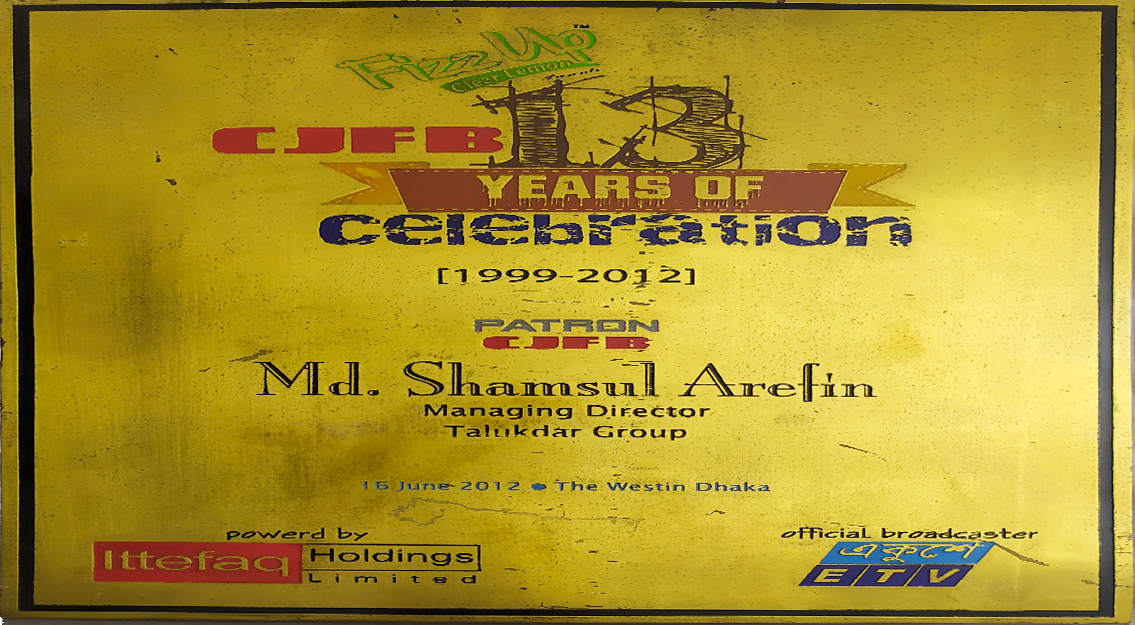 Fizz Up™
Clear Lemon
Presents
CJFB 13
YEARS OF
celebration
[1999-2012]
PATRON
CJFB
Md. Shamsul Arefin
Managing Director
Talukdar Group
16 June 2012 ● The Westin Dhaka
powerd by
Ittefaq Holdings
Limited
official broadcaster
একুশে
ETV